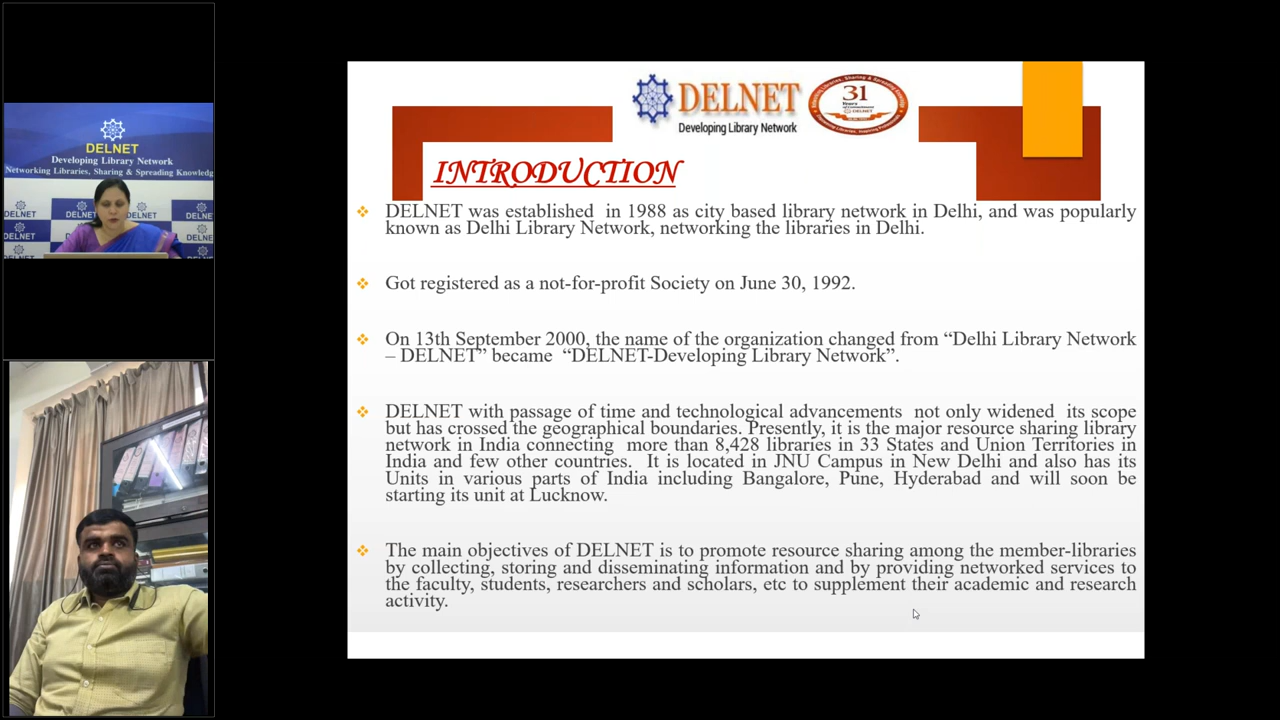 DELNET
Developing Library Network
Networking Libraries, Sharing & Spreading Knowledg
DELNET
DELNET
DELNET
DELNET
DELNET
DELNET
Developing Library Network
31
Years
INTRODUCTION
❖ DELNET was established in 1988 as city based library network in Delhi, and was popularly
known as Delhi Library Network, networking the libraries in Delhi.
❖ Got registered as a not-for-profit Society on June 30, 1992.
❖ On 13th September 2000, the name of the organization changed from “Delhi Library Network
– DELNET” became “DELNET-Developing Library Network”.
❖ DELNET with passage of time and technological advancements not only widened its scope
but has crossed the geographical boundaries. Presently, it is the major resource sharing library
network in India connecting more than 8,428 libraries in 33 States and Union Territories in
India and few other countries. It is located in JNU Campus in New Delhi and also has its
Units in various parts of India including Bangalore, Pune, Hyderabad and will soon be
starting its unit at Lucknow.
❖ The main objectives of DELNET is to promote resource sharing among the member-libraries
by collecting, storing and disseminating information and by providing networked services to
the faculty, students, researchers and scholars, etc to supplement their academic and research
activity.